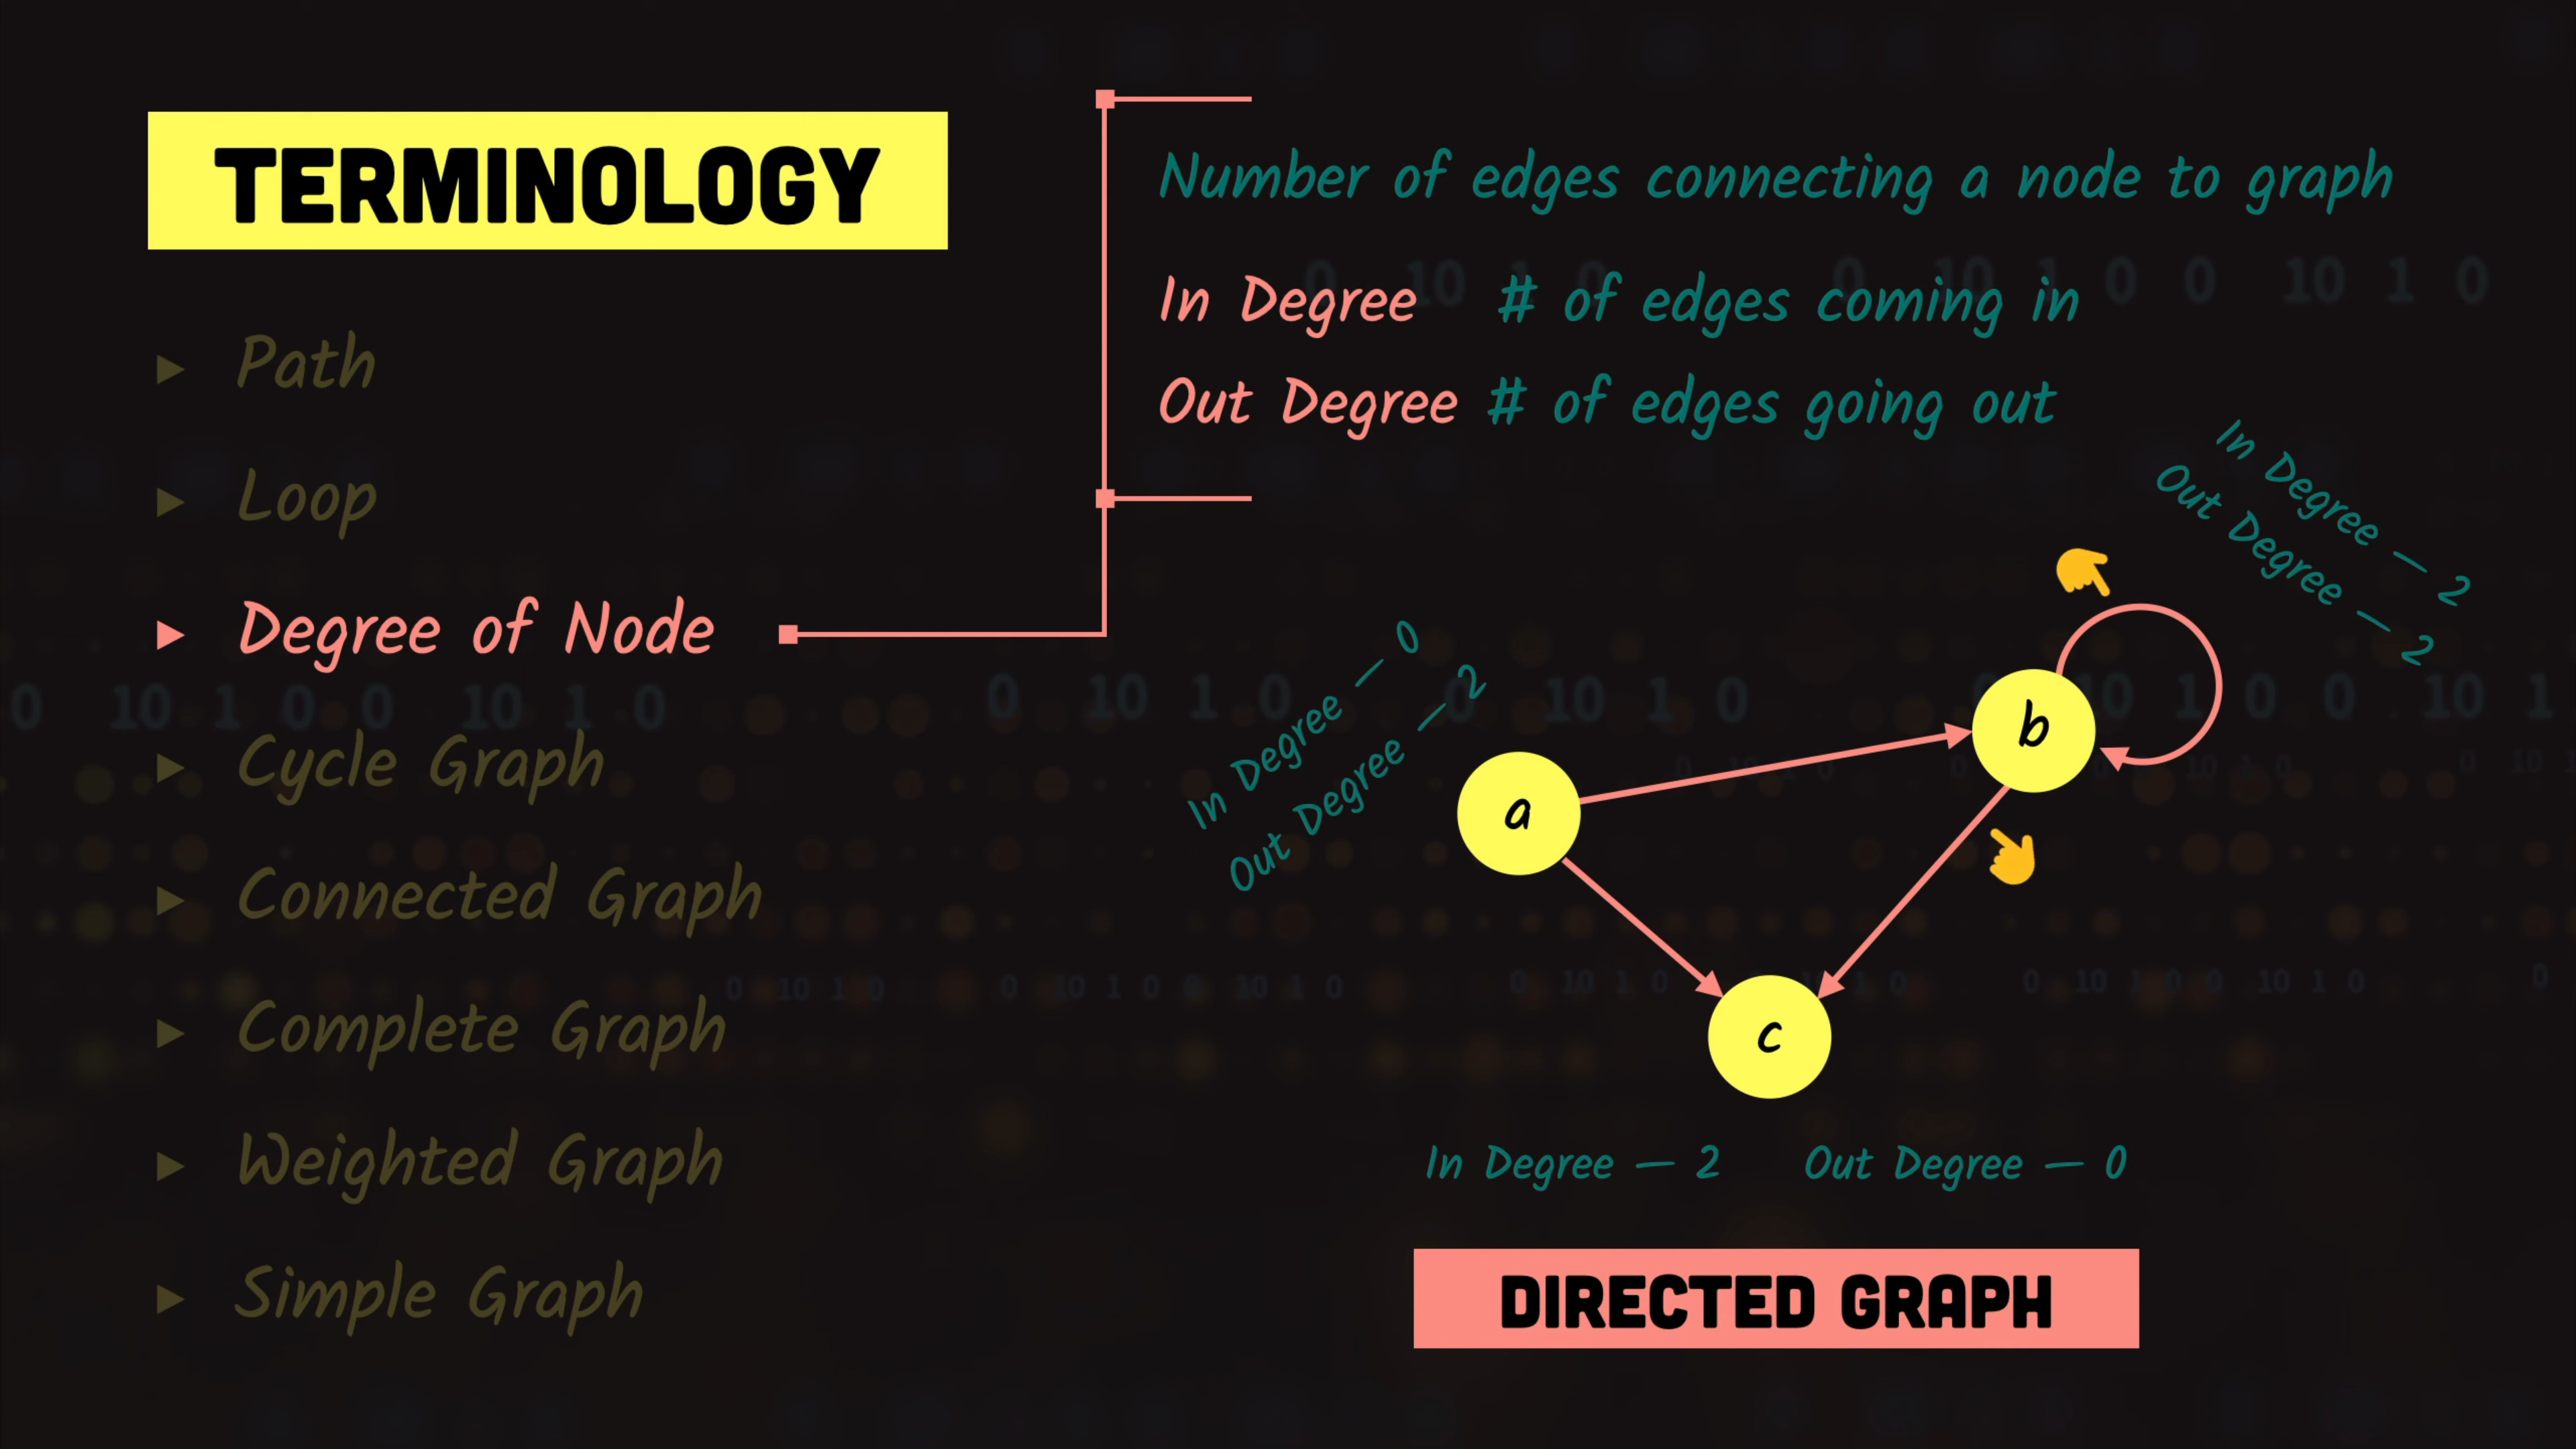 TERMINOLOGY
Path
Loop
Degree of Node
Cycle Graph
Connected Graph
Complete Graph
Weighted Graph
Simple Graph
Number of edges connecting a node to graph
In Degree # of edges coming in
Out Degree # of edges going out
In Degree — 0
Out Degree — 2
In Degree — 2
Out Degree — 2
a
b
c
In Degree — 2 Out Degree — 0
DIRECTED GRAPH